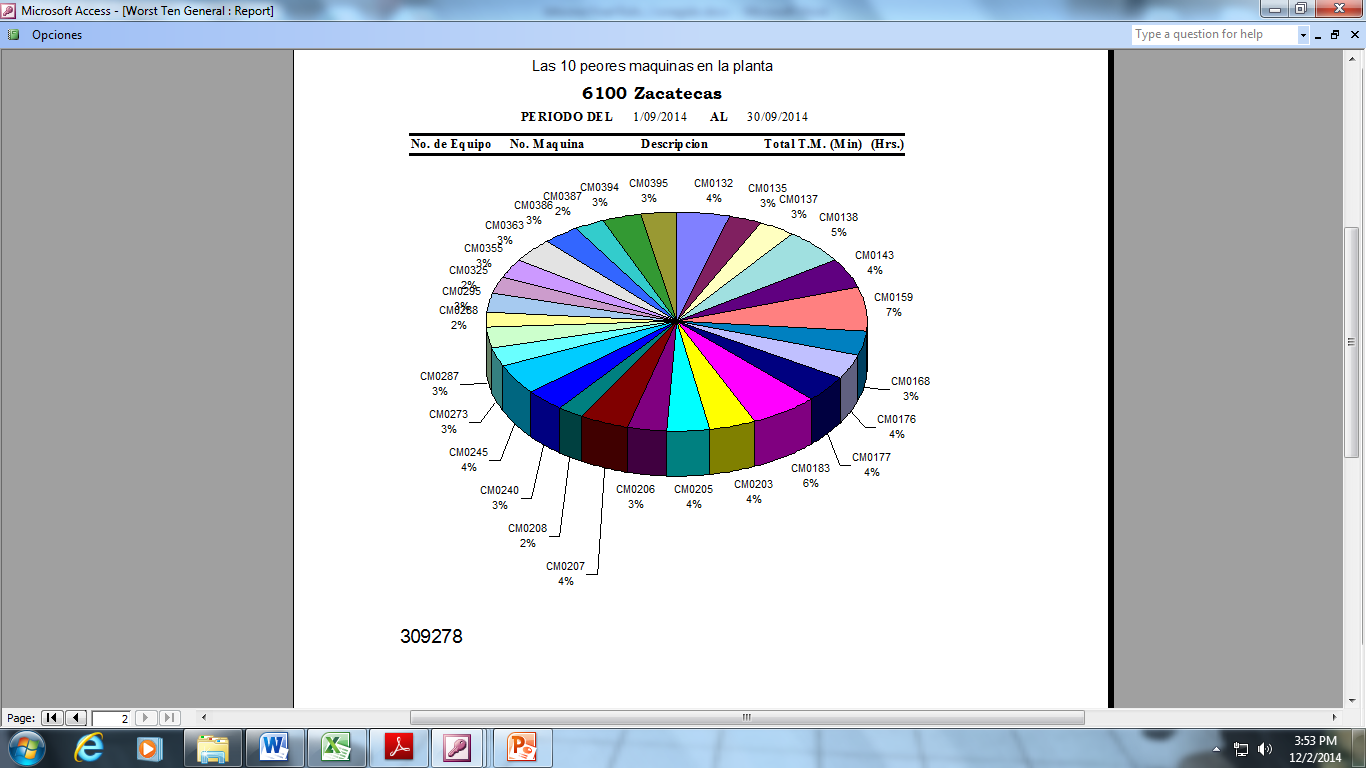 Microsoft Access - [Worst Ten General : Report]
Opciones
Type a question for help
Las 10 peores maquinas en la planta
6100 Zacatecas
PERIODO DEL 1/09/2014 AL 30/09/2014
No. de Equipo No. Maquina Descripcion Total T.M. (Min) (Hrs.)
CM0132
4%
CM0135
3%
CM0137
3%
CM0138
5%
CM0143
4%
CM0159
7%
CM0168
3%
CM0176
4%
CM0177
4%
CM0183
6%
CM0203
4%
CM0205
4%
CM0206
3%
CM0207
4%
CM0208
2%
CM0240
3%
CM0245
4%
CM0273
3%
CM0287
3%
CM0288
2%
CM0295
3%
CM0325
2%
CM0355
3%
CM0363
3%
CM0386
3%
CM0387
2%
CM0394
3%
CM0395
3%
309278
Page: 2
3:53 PM
12/2/2014